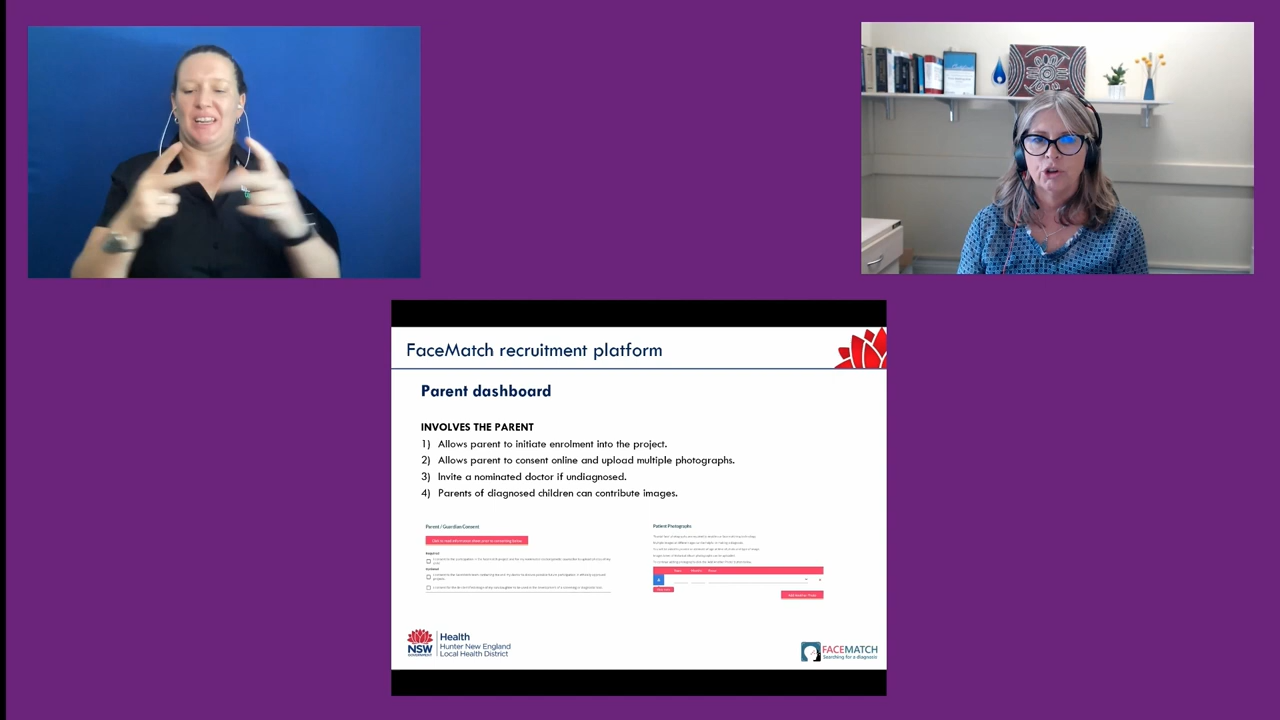 FaceMatch recruitment platform
Parent dashboard
INVOLVES THE PARENT
1) Allows parent to initiate enrolment into the project.
2) Allows parent to consent online and upload multiple photographs.
3) Invite a nominated doctor if undiagnosed.
4) Parents of diagnosed children can contribute images.
Parent / Guardian Consent
Patient Photographs
Required
NSW
GOVERNMENT
Health
Hunter New England
Local Health District
FACEMATCH
Searching for a diagnosis